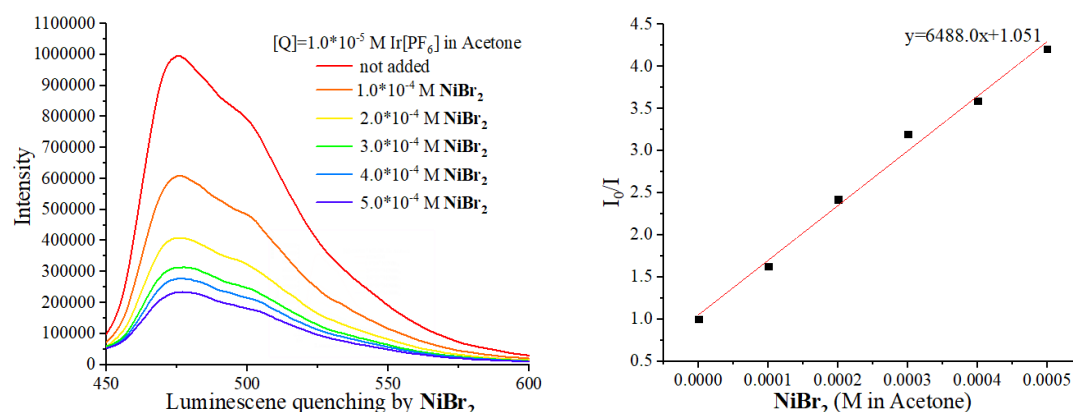 1100000
1000000
900000
800000
700000
600000
500000
400000
300000
200000
100000
0
Intensity
[Q]=1.0*10⁻⁵ M Ir[PF₆] in Acetone
not added
1.0*10⁻⁴ M NiBr₂
2.0*10⁻⁴ M NiBr₂
3.0*10⁻⁴ M NiBr₂
4.0*10⁻⁴ M NiBr₂
5.0*10⁻⁴ M NiBr₂
450 500 550 600
Luminescene quenching by NiBr₂
4.5
4.0
3.5
3.0
2.5
2.0
1.5
1.0
0.5
I₀/I
y=6488.0x+1.051
0.0000 0.0001 0.0002 0.0003 0.0004 0.0005
NiBr₂ (M in Acetone)